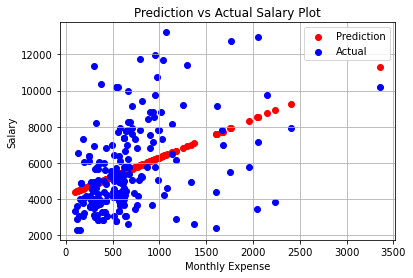 Prediction vs Actual Salary Plot
Prediction
Actual
12000
10000
8000
6000
4000
2000
Salary
0
500
1000
1500
2000
2500
3000
3500
Monthly Expense